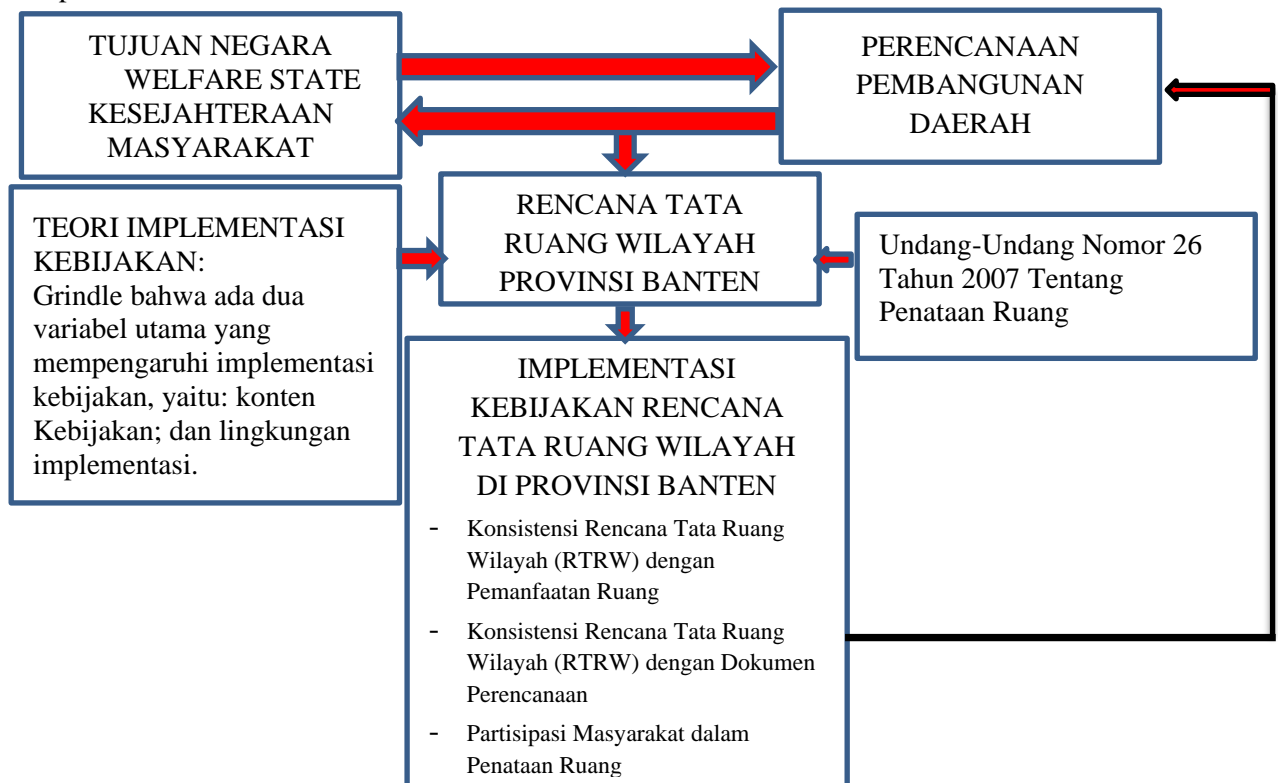 TUJUAN NEGARA
WELFARE STATE
KESEJAHTERAAN
MASYARAKAT
PERENCANAAN
PEMBANGUNAN
DAERAH
TEORI IMPLEMENTASI
KEBIJAKAN:
Grindle bahwa ada dua
variabel utama yang
mempengaruhi implementasi
kebijakan, yaitu: konten
Kebijakan; dan lingkungan
implementasi.
RENCANA TATA
RUANG WILAYAH
PROVINSI BANTEN
Undang-Undang Nomor 26
Tahun 2007 Tentang
Penataan Ruang
IMPLEMENTASI
KEBIJAKAN RENCANA
TATA RUANG WILAYAH
DI PROVINSI BANTEN
- Konsistensi Rencana Tata Ruang
Wilayah (RTRW) dengan
Pemanfaatan Ruang
- Konsistensi Rencana Tata Ruang
Wilayah (RTRW) dengan Dokumen
Perencanaan
- Partisipasi Masyarakat dalam
Penataan Ruang